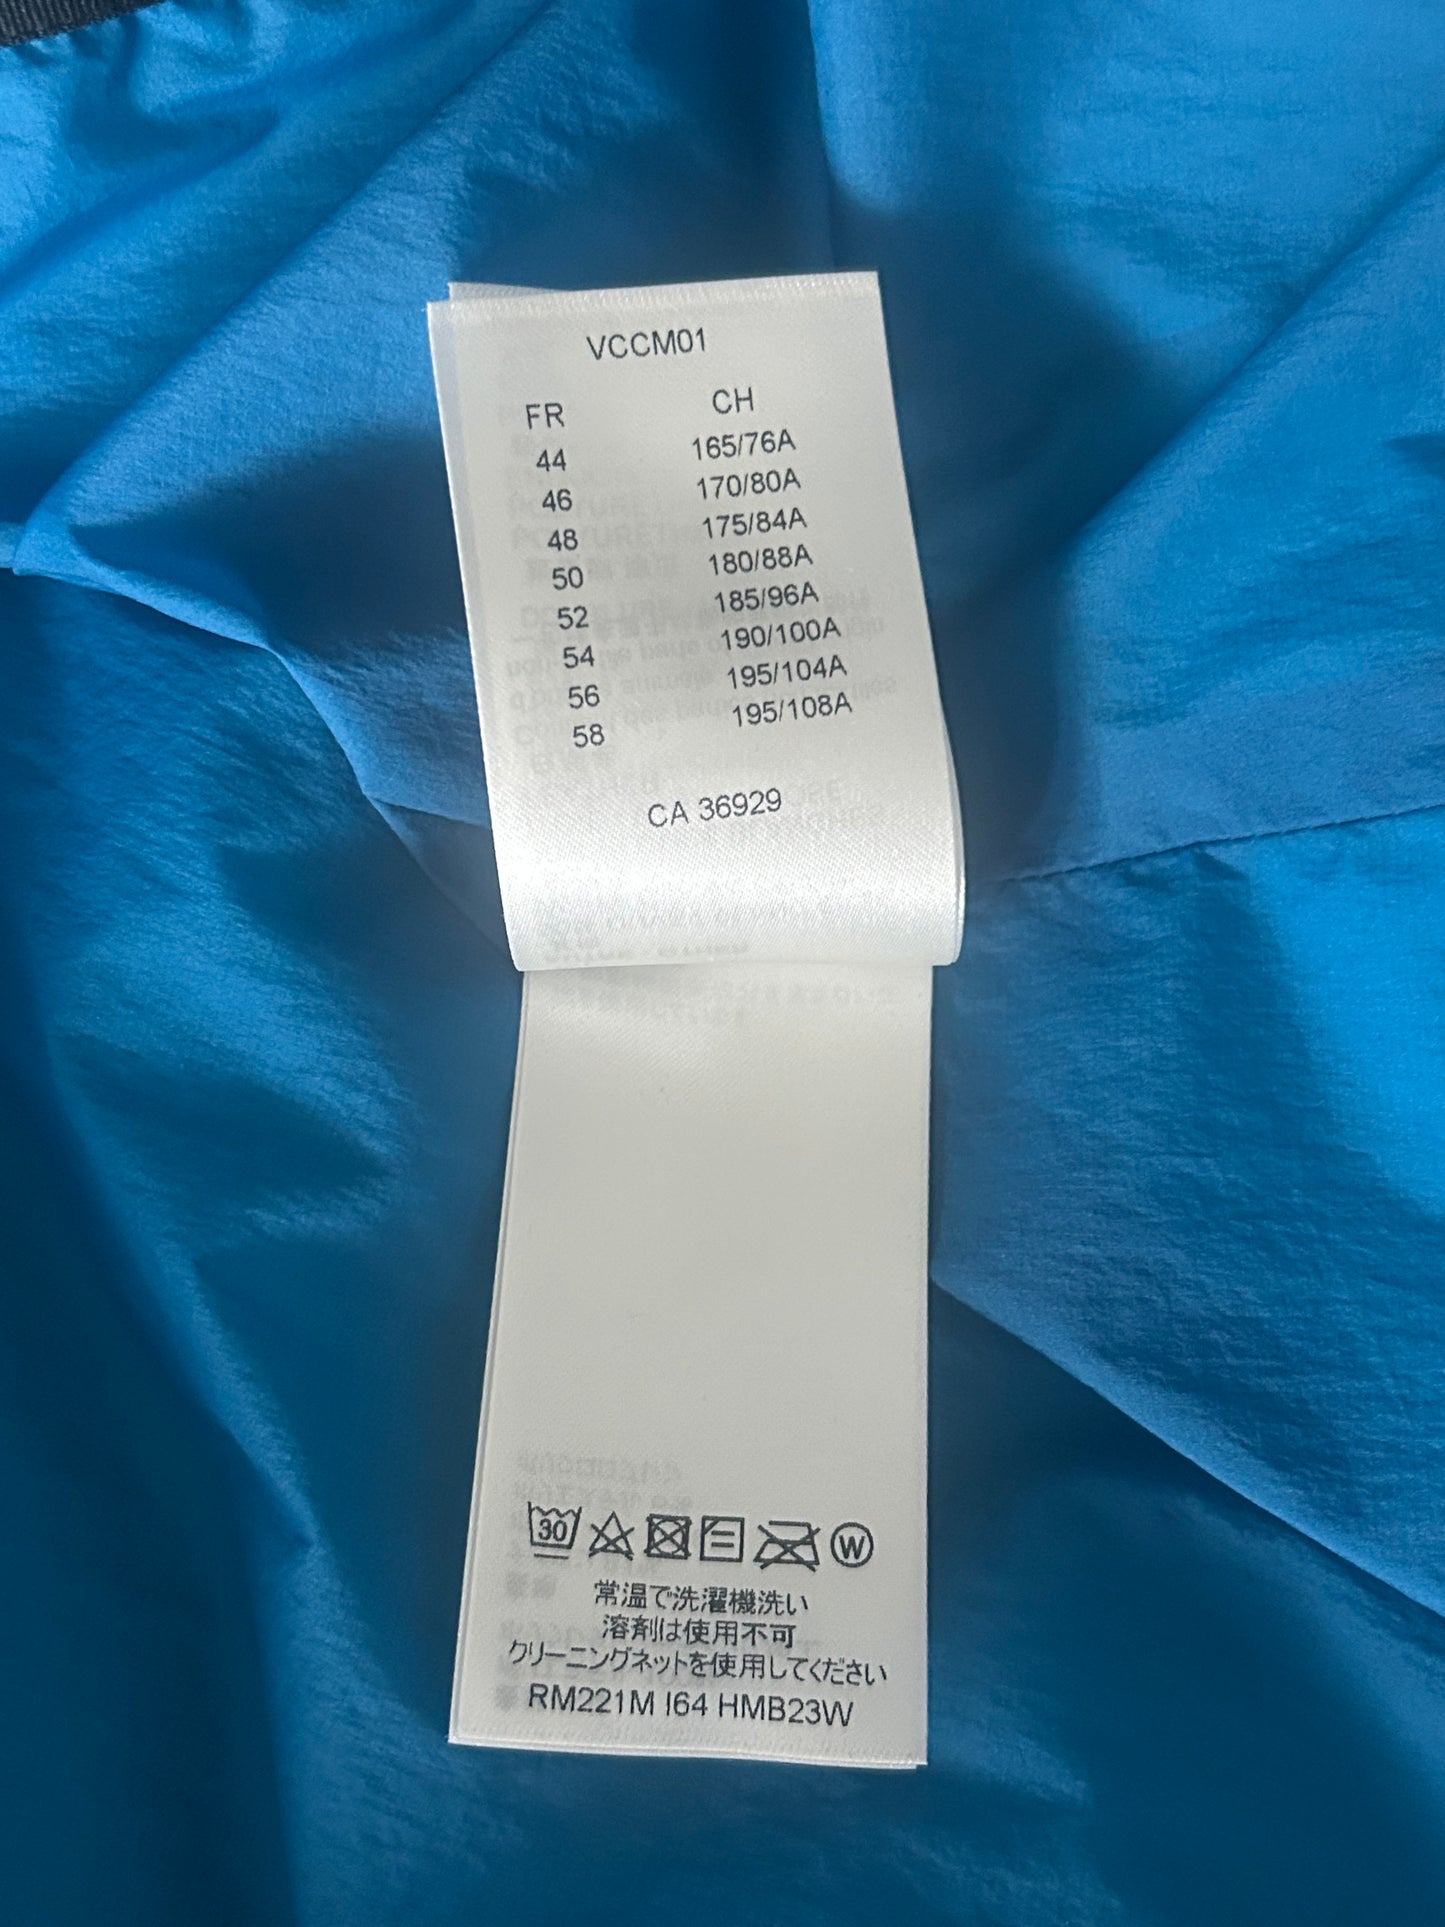 VCCM01
FR CH
44 165/76A
46 170/80A
48 175/84A
50 180/88A
52 185/96A
54 190/100A
56 195/104A
58 195/108A
CA 36929
30 W
常温で洗濯機洗い
溶剤は使用不可
クリーニングネットを使用してください
RM221M I64 HMB23W